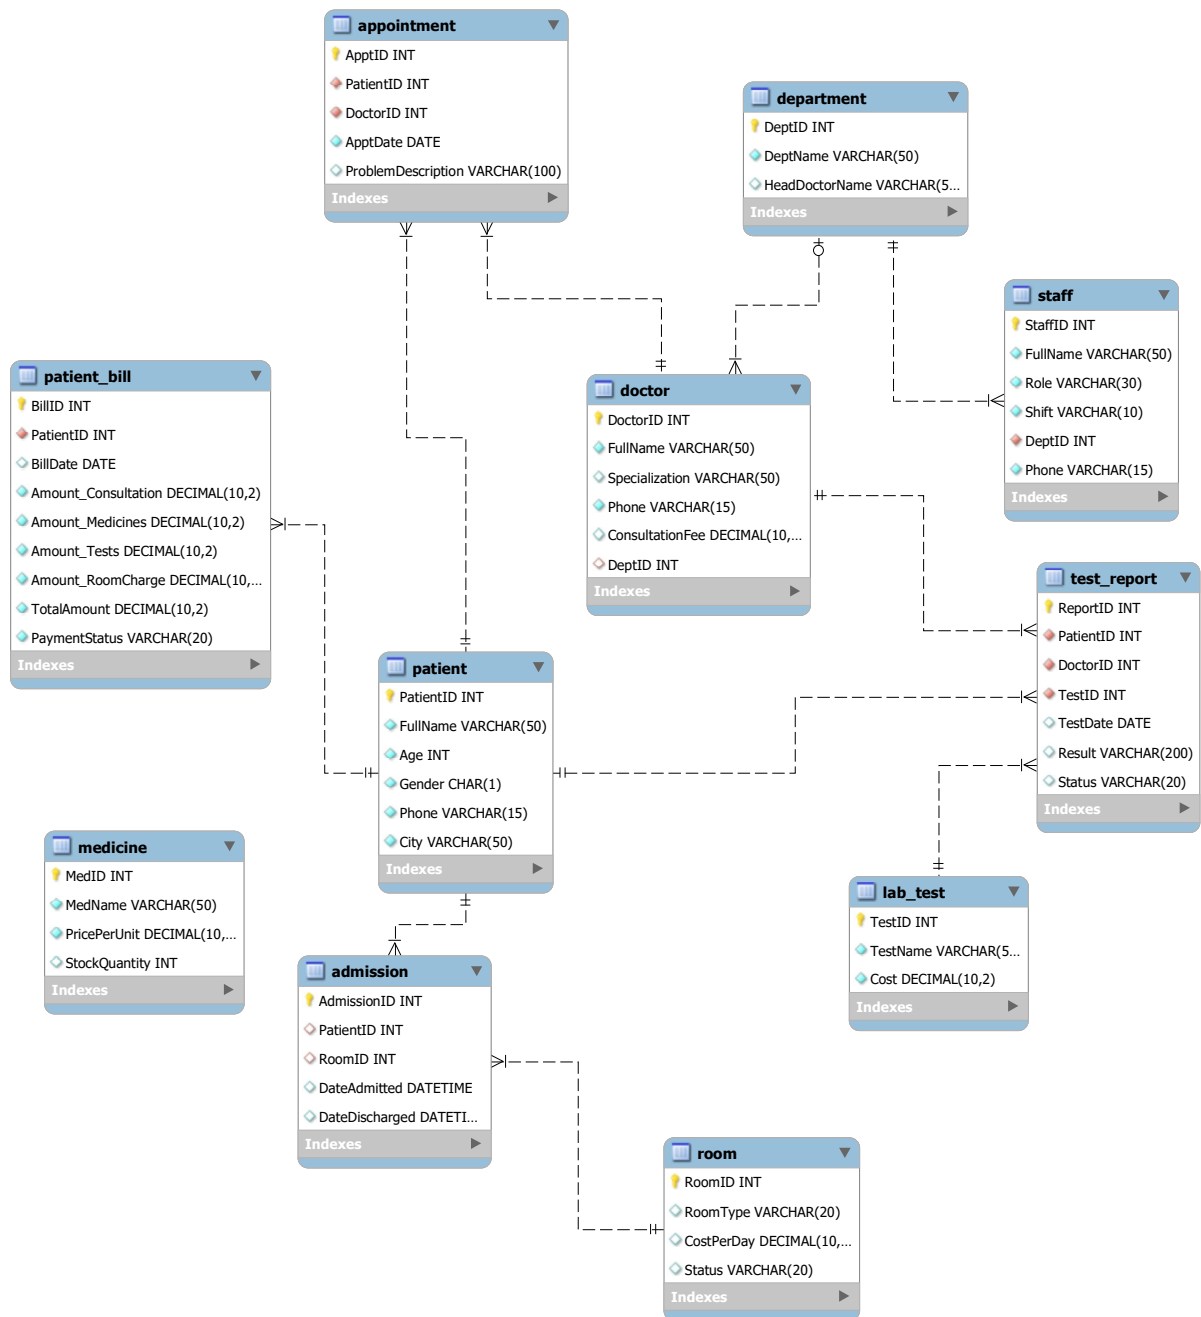 appointment
ApptID INT
PatientID INT
DoctorID INT
ApptDate DATE
ProblemDescription VARCHAR(100)
Indexes
department
DeptID INT
DeptName VARCHAR(50)
HeadDoctorName VARCHAR(5...
Indexes
staff
StaffID INT
FullName VARCHAR(50)
Role VARCHAR(30)
Shift VARCHAR(10)
DeptID INT
Phone VARCHAR(15)
Indexes
patient_bill
BillID INT
PatientID INT
BillDate DATE
Amount_Consultation DECIMAL(10,2)
Amount_Medicines DECIMAL(10,2)
Amount_Tests DECIMAL(10,2)
Amount_RoomCharge DECIMAL(10,...
TotalAmount DECIMAL(10,2)
PaymentStatus VARCHAR(20)
Indexes
doctor
DoctorID INT
FullName VARCHAR(50)
Specialization VARCHAR(50)
Phone VARCHAR(15)
ConsultationFee DECIMAL(10,...
DeptID INT
Indexes
test_report
ReportID INT
PatientID INT
DoctorID INT
TestID INT
TestDate DATE
Result VARCHAR(200)
Status VARCHAR(20)
Indexes
patient
PatientID INT
FullName VARCHAR(50)
Age INT
Gender CHAR(1)
Phone VARCHAR(15)
City VARCHAR(50)
Indexes
medicine
MedID INT
MedName VARCHAR(50)
PricePerUnit DECIMAL(10,...
StockQuantity INT
Indexes
lab_test
TestID INT
TestName VARCHAR(5...
Cost DECIMAL(10,2)
Indexes
admission
AdmissionID INT
PatientID INT
RoomID INT
DateAdmitted DATETIME
DateDischarged DATETI...
Indexes
room
RoomID INT
RoomType VARCHAR(20)
CostPerDay DECIMAL(10,...
Status VARCHAR(20)
Indexes